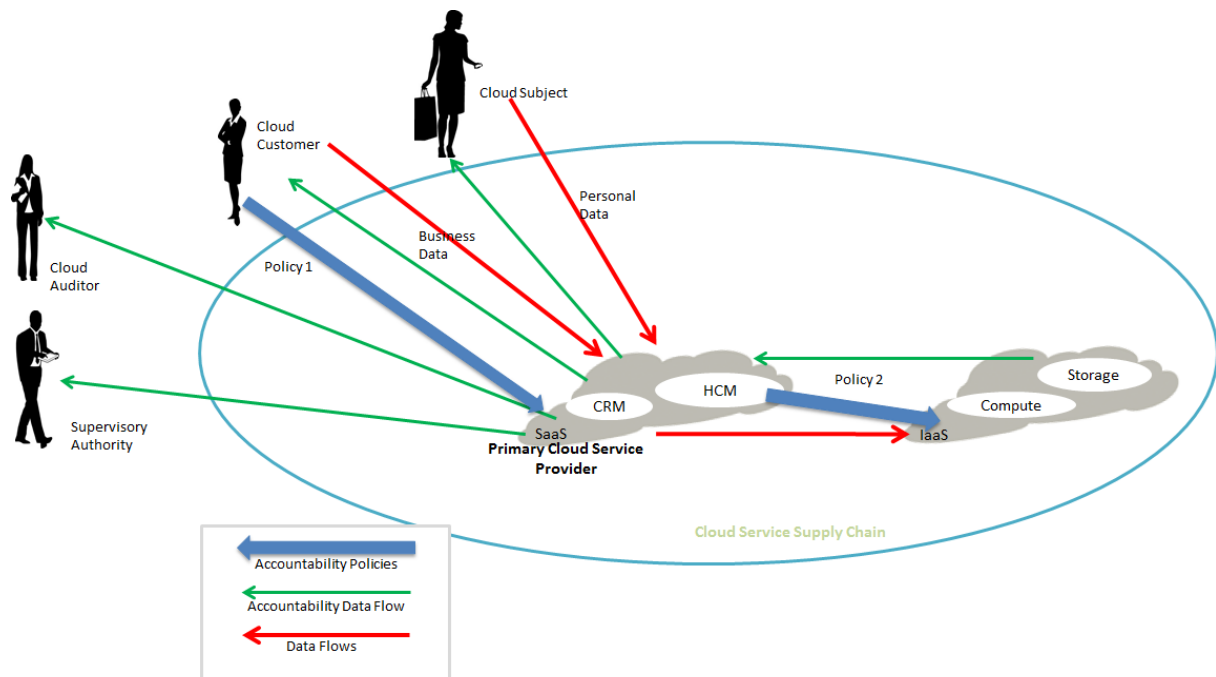 Cloud Subject
Cloud
Customer
Personal
Data
Business
Data
Policy 1
Cloud
Auditor
Supervisory
Authority
Policy 2
Storage
HCM
Compute
CRM
SaaS
IaaS
Primary Cloud Service
Provider
Cloud Service Supply Chain
Accountability Policies
Accountability Data Flow
Data Flows